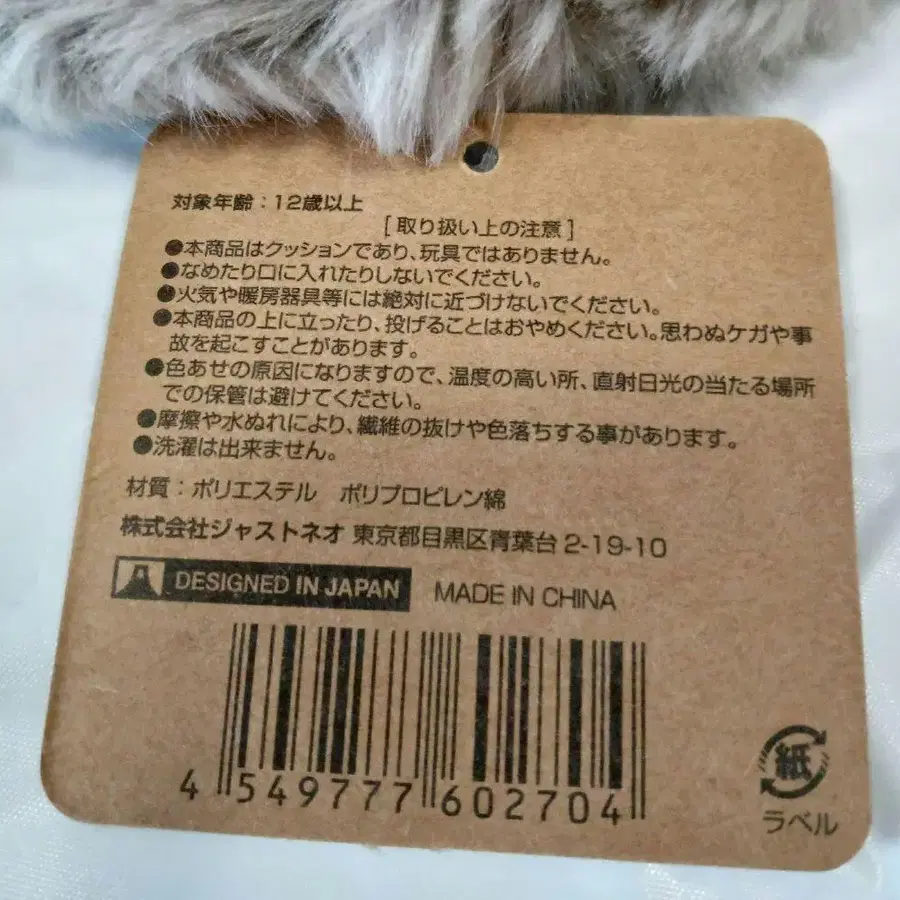 対象年齢：12歳以上
［取り扱い上の注意］
●本商品はクッションであり、玩具ではありません。
●なめたり口に入れたりしないでください。
●火気や暖房器具等には絶対に近づけないでください。
●本商品の上に立ったり、投げることはおやめください。思わぬケガや事
故を起こすことがあります。
●色あせの原因になりますので、温度の高い所、直射日光の当たる場所
での保管は避けてください。
●摩擦や水ぬれにより、繊維の抜けや色落ちする事があります。
●洗濯は出来ません。
材質：ポリエステル　ポリプロピレン綿
株式会社ジャストネオ 東京都目黒区青葉台2-19-10
DESIGNED IN JAPAN MADE IN CHINA
4 549777 602704
紙
ラベル